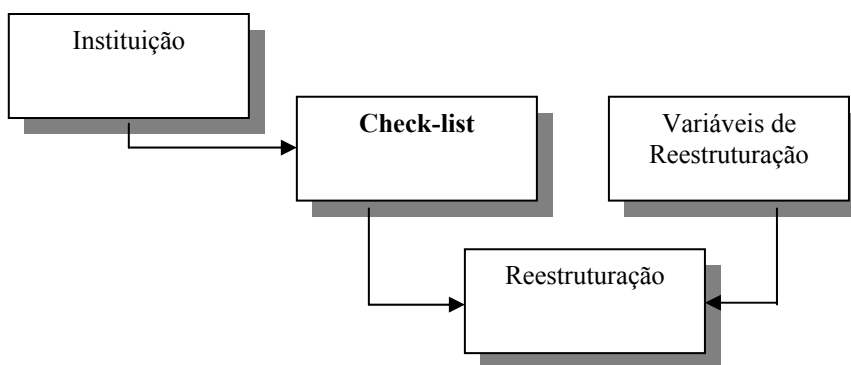 Instituição
Check-list
Variáveis de
Reestruturação
Reestruturação